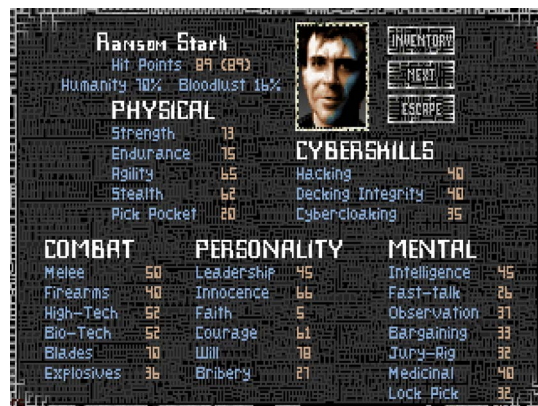 Ransom Stark
Hit Points 89 (89)
Humanity 70% Bloodlust 16%
INVENTORY
NEXT
ESCAPE
PHYSICAL
Strength 73
Endurance 75
Agility 65
Stealth 62
Pick Pocket 20
CYBERSKILLS
Hacking 40
Decking Integrity 40
Cybercloaking 35
COMBAT
Melee 50
Firearms 40
High-Tech 52
Bio-Tech 52
Blades 70
Explosives 36
PERSONALITY
Leadership 45
Innocence 66
Faith 5
Courage 61
Will 78
Bribery 27
MENTAL
Intelligence 45
Fast-talk 26
Observation 37
Bargaining 33
Jury-Rig 32
Medicinal 40
Lock Pick 32